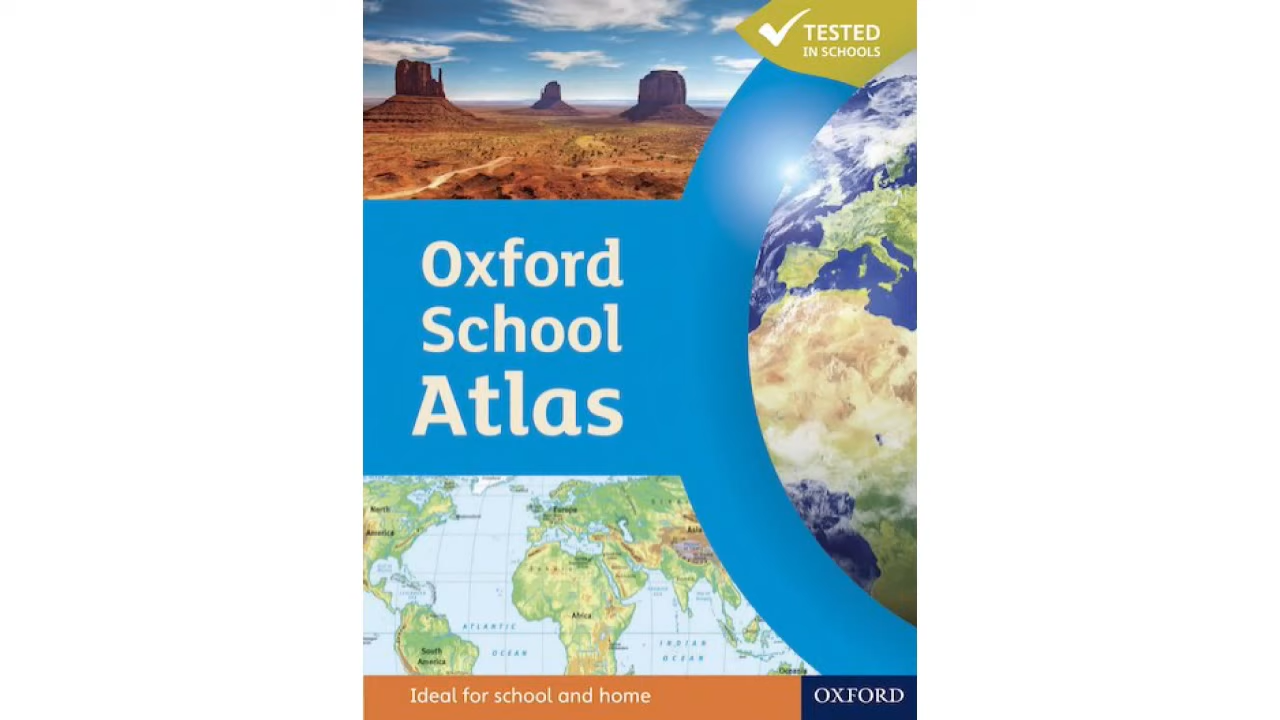 TESTED
IN SCHOOLS
Oxford
School
Atlas
North
America
Europe
Asia
Africa
ATLANTIC
OCEAN
INDIAN
OCEAN
South
America
Oceania
Ideal for school and home
OXFORD